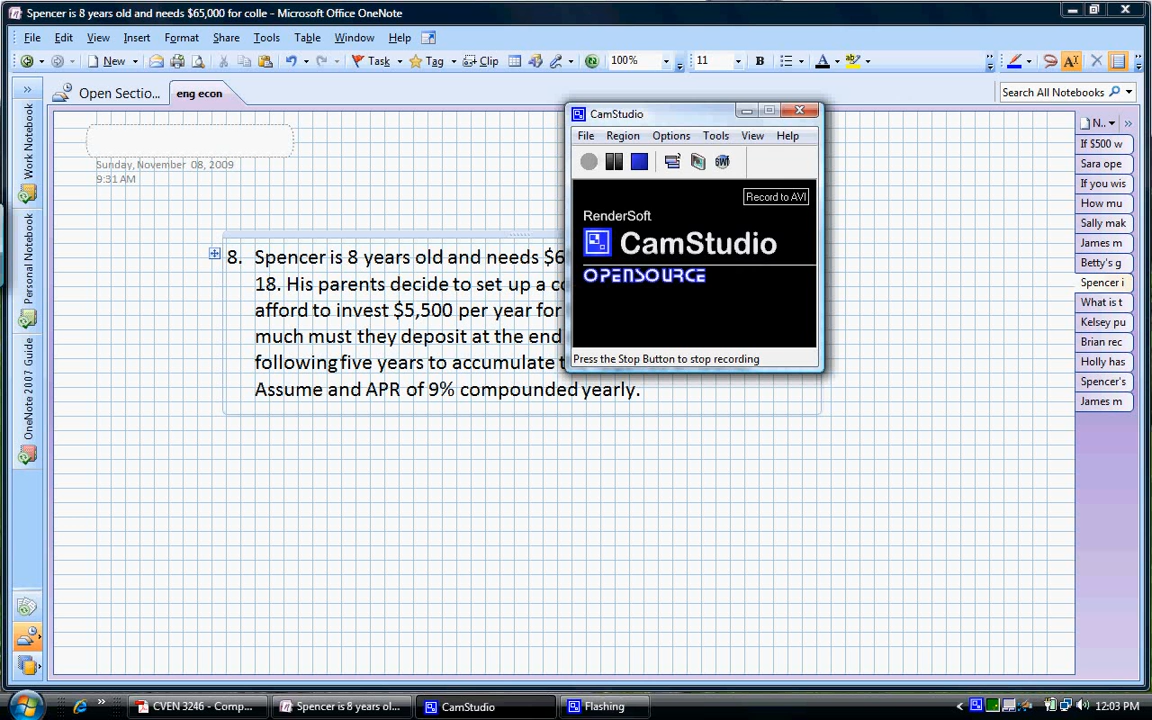 Spencer is 8 years old and needs $65,000 for colle - Microsoft Office OneNote
File Edit View Insert Format Share Tools Table Window Help
New Task Tag Clip 100% 11 B A
Open Sectio... eng econ Search All Notebooks
Work Notebook
Personal Notebook
OneNote 2007 Guide
Sunday, November 08, 2009
9:31 AM
8. Spencer is 8 years old and needs $6
18. His parents decide to set up a co
afford to invest $5,500 per year for
much must they deposit at the end
following five years to accumulate
Assume and APR of 9% compounded yearly.
CamStudio
File Region Options Tools View Help
Record to AVI
RenderSoft
CamStudio
OPENSOURCE
Press the Stop Button to stop recording
N..
If $500 w
Sara ope
If you wis
How mu
Sally mak
James m
Betty's g
Spencer i
What is t
Kelsey pu
Brian rec
Holly has
Spencer's
James m
CVEN 3246 - Comp... Spencer is 8 years ol... CamStudio Flashing 12:03 PM